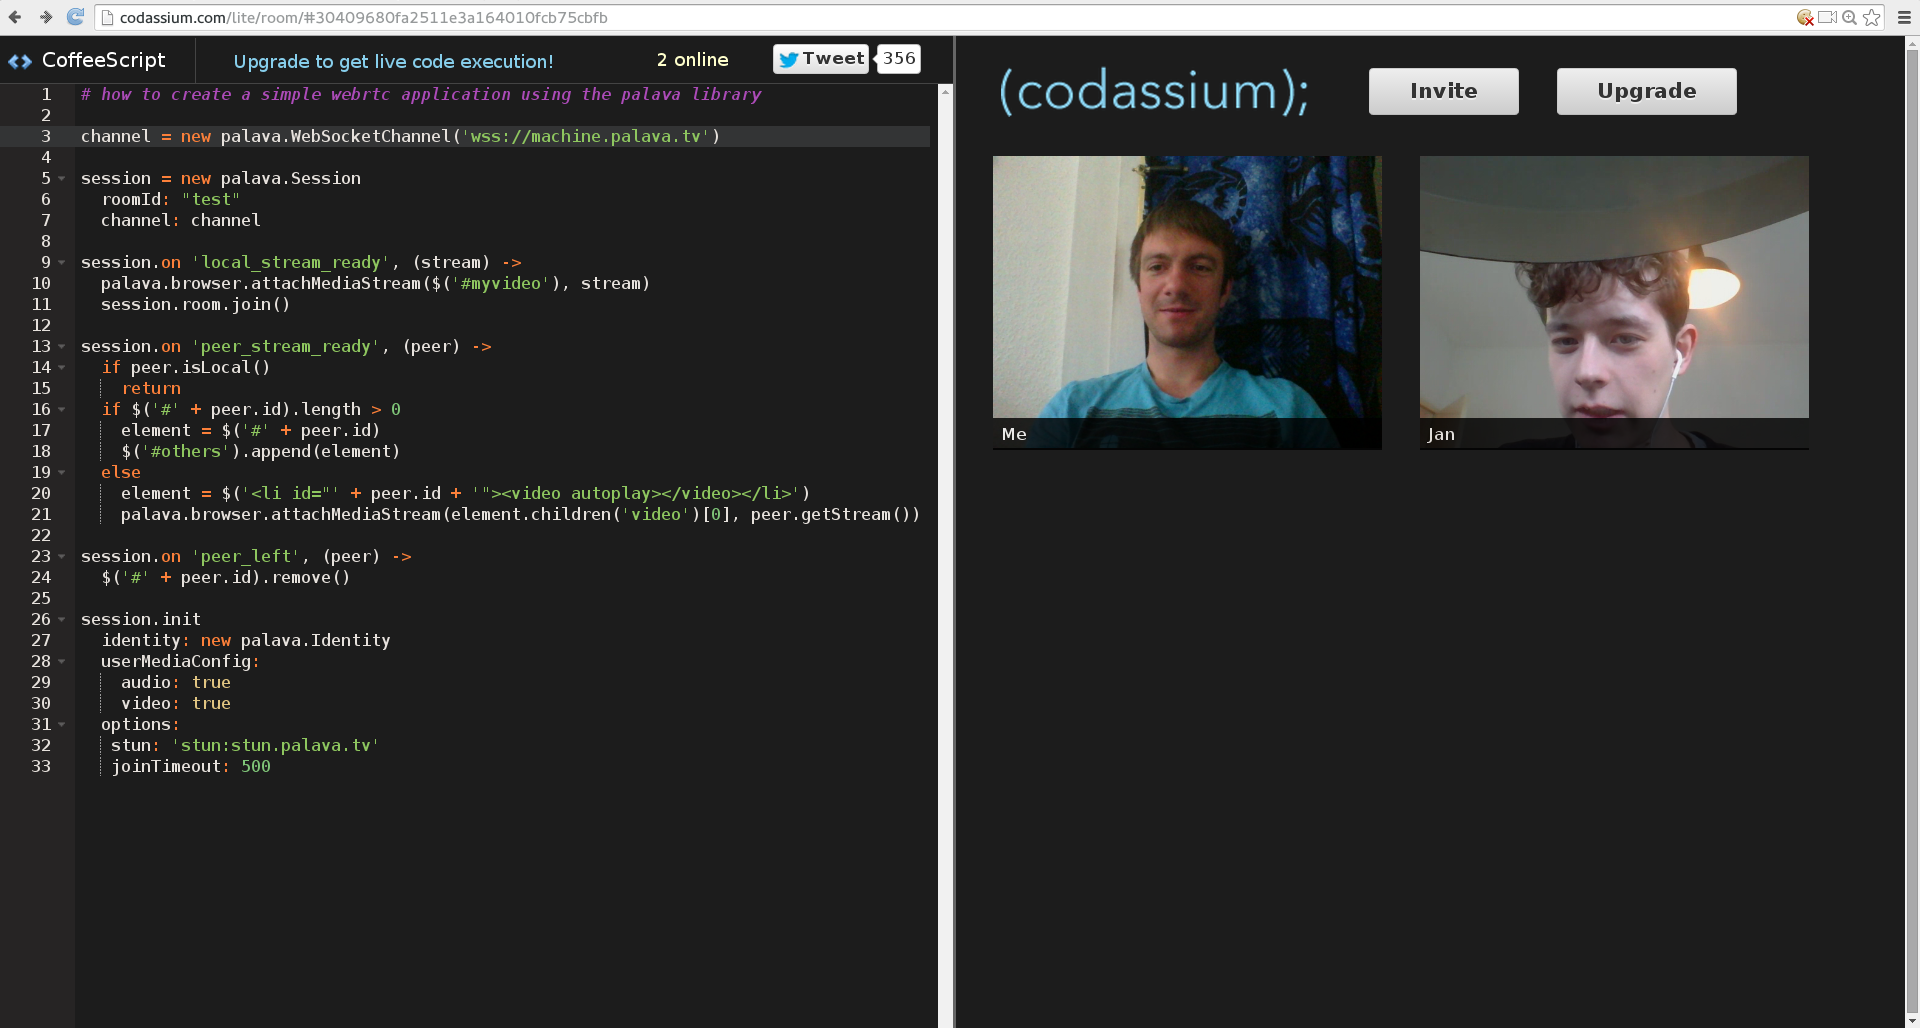 codassium.com/lite/room/#30409680fa2511e3a164010fcb75cbfb
CoffeeScript
Upgrade to get live code execution!
2 online
Tweet
356
1 # how to create a simple webrtc application using the palava library
2
3 channel = new palava.WebSocketChannel('wss://machine.palava.tv')
4
5 session = new palava.Session
6   roomId: "test"
7   channel: channel
8
9 session.on 'local_stream_ready', (stream) ->
10   palava.browser.attachMediaStream($('#myvideo'), stream)
11   session.room.join()
12
13 session.on 'peer_stream_ready', (peer) ->
14   if peer.isLocal()
15     return
16   if $('#' + peer.id).length > 0
17     element = $('#' + peer.id)
18     $('#others').append(element)
19   else
20     element = $('<li id="' + peer.id + '"><video autoplay></video></li>')
21     palava.browser.attachMediaStream(element.children('video')[0], peer.getStream())
22
23 session.on 'peer_left', (peer) ->
24   $('#' + peer.id).remove()
25
26 session.init
27   identity: new palava.Identity
28   userMediaConfig:
29     audio: true
30     video: true
31   options:
32    stun: 'stun:stun.palava.tv'
33    joinTimeout: 500
(codassium);
Invite
Upgrade
Me
Jan